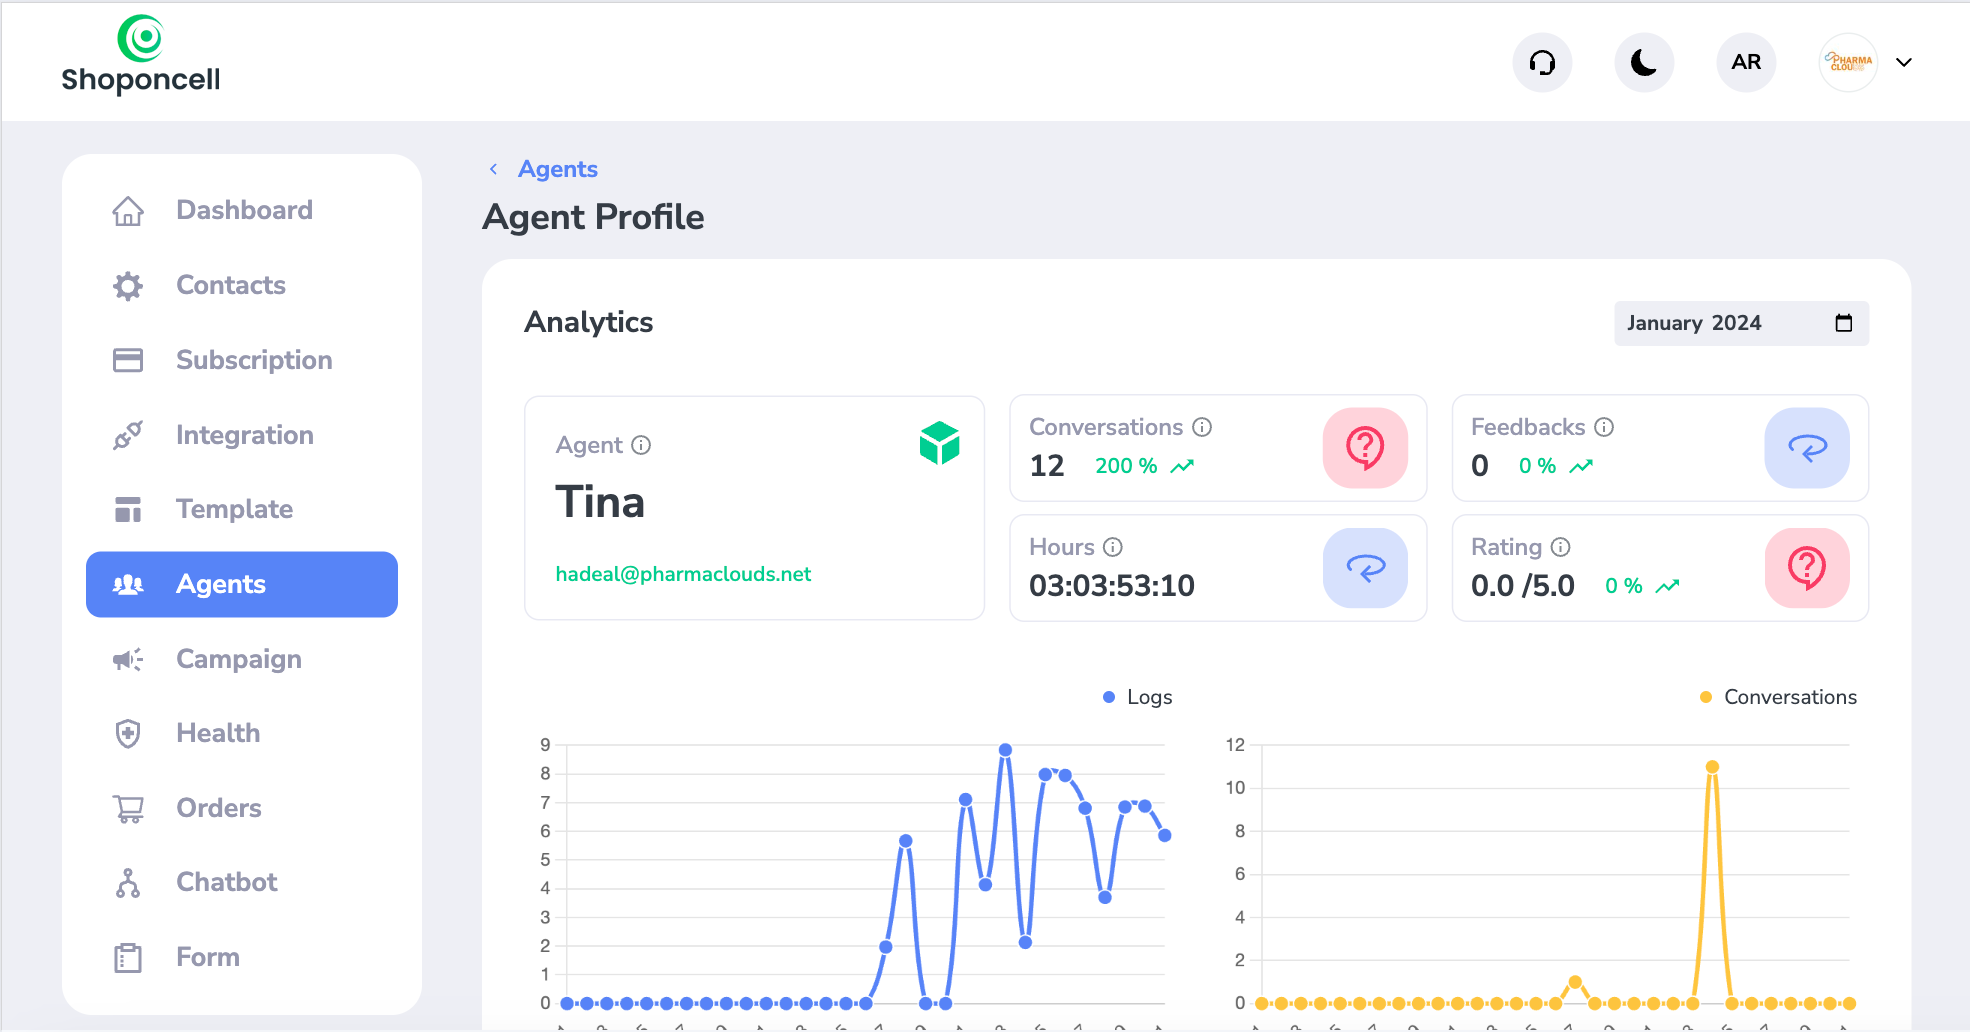 Shoponcell
AR
PHARMA
CLOUDS
Dashboard
Contacts
Subscription
Integration
Template
Agents
Campaign
Health
Orders
Chatbot
Form
Agents
Agent Profile
Analytics
January 2024
Agent
Tina
hadeal@pharmaclouds.net
Conversations
12 200 %
Feedbacks
0 0 %
Hours
03:03:53:10
Rating
0.0 /5.0 0 %
Logs
9
8
7
6
5
4
3
2
1
0
Conversations
12
10
8
6
4
2
0